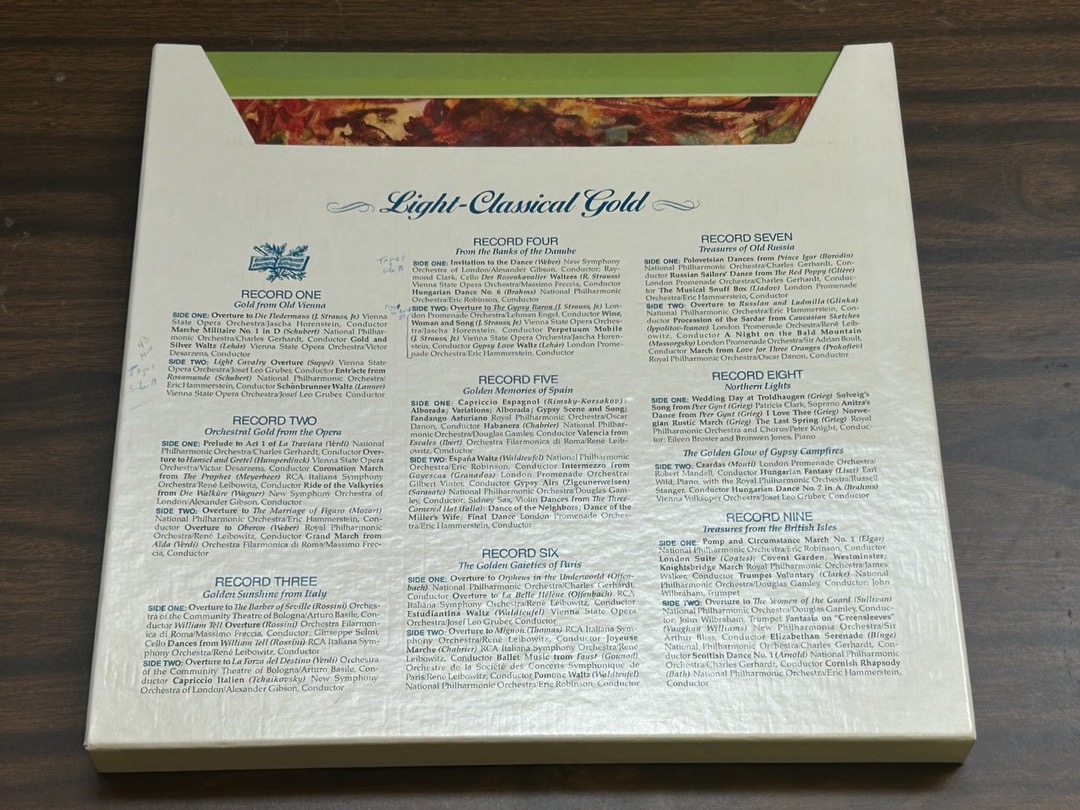 Light-Classical Gold
RECORD ONE
Gold from Old Vienna
SIDE ONE: Overture to Die Fledermaus (J. Strauss, Jr.) Vienna
State Opera Orchestra/Jascha Horenstein, Conductor
Marche Militaire No. 1 in D (Schubert) National Philhar-
monic Orchestra/Charles Gerhardt, Conductor Gold and
Silver Waltz (Lehár) Vienna State Opera Orchestra/Victor
Desarzens, Conductor
SIDE TWO: Light Cavalry Overture (Suppé) Vienna State
Opera Orchestra/Josef Leo Gruber, Conductor Entr'acte from
Rosamunde (Schubert) National Philharmonic Orchestra/
Eric Hammerstein, Conductor Schönbrunner Waltz (Lanner)
Vienna State Opera Orchestra/Josef Leo Gruber, Conductor
Tape 1
Side A
RECORD TWO
Orchestral Gold from the Opera
SIDE ONE: Prelude to Act 1 of La Traviata (Verdi) National
Philharmonic Orchestra/Charles Gerhardt, Conductor Over-
ture to Hansel and Gretel (Humperdinck) Vienna State Opera
Orchestra/Victor Desarzens, Conductor Coronation March
from The Prophet (Meyerbeer) RCA Italiana Symphony
Orchestra/René Leibowitz, Conductor Ride of the Valkyries
from Die Walküre (Wagner) New Symphony Orchestra of
London/Alexander Gibson, Conductor
SIDE TWO: Overture to The Marriage of Figaro (Mozart)
National Philharmonic Orchestra/Eric Hammerstein, Con-
ductor Overture to Oberon (Weber) Royal Philharmonic
Orchestra/René Leibowitz, Conductor Grand March from
Aïda (Verdi) Orchestra Filarmonica di Roma/Massimo Frec-
cia, Conductor
RECORD THREE
Golden Sunshine from Italy
SIDE ONE: Overture to The Barber of Seville (Rossini) Orches-
tra of the Community Theatre of Bologna/Arturo Basile, Con-
ductor William Tell Overture (Rossini) Orchestra Filarmon-
ica di Roma/Massimo Freccia, Conductor; Giuseppe Selmi,
Cello Dances from William Tell (Rossini) RCA Italiana Sym-
phony Orchestra/René Leibowitz, Conductor
SIDE TWO: Overture to La Forza del Destino (Verdi) Orchestra
of the Community Theatre of Bologna/Arturo Basile, Con-
ductor Capriccio Italien (Tchaikovsky) New Symphony
Orchestra of London/Alexander Gibson, Conductor
Tape 1
side B
RECORD FOUR
From the Banks of the Danube
SIDE ONE: Invitation to the Dance (Weber) New Symphony
Orchestra of London/Alexander Gibson, Conductor; Ray-
mond Clark, Cello Der Rosenkavalier Waltzes (R. Strauss)
Vienna State Opera Orchestra/Massimo Freccia, Conductor
Hungarian Dance No. 6 (Brahms) National Philharmonic
Orchestra/Eric Robinson, Conductor
SIDE TWO: Overture to The Gypsy Baron (J. Strauss, Jr.) Lon-
don Promenade Orchestra/Lehman Engel, Conductor Wine,
Woman and Song (J. Strauss, Jr.) Vienna State Opera Orches-
tra/Jascha Horenstein, Conductor Perpetuum Mobile
(J. Strauss, Jr.) Vienna State Opera Orchestra/Jascha Horen-
stein, Conductor Gypsy Love Waltz (Lehár) London Prome-
nade Orchestra/Eric Hammerstein, Conductor
RECORD FIVE
Golden Memories of Spain
SIDE ONE: Capriccio Espagnol (Rimsky-Korsakov):
Alborada; Variations; Alborada; Gypsy Scene and Song;
Fandango Asturiano Royal Philharmonic Orchestra/Oscar
Danon, Conductor Habanera (Chabrier) National Philhar-
monic Orchestra/Douglas Gamley, Conductor Valencia from
Escales (Ibert) Orchestra Filarmonica di Roma/René Leib-
owitz, Conductor
SIDE TWO: España Waltz (Waldteufel) National Philharmonic
Orchestra/Eric Robinson, Conductor Intermezzo from
Goyescas (Granados) London Promenade Orchestra/
Gilbert Vinter, Conductor Gypsy Airs (Zigeunerweisen)
(Sarasate) National Philharmonic Orchestra/Douglas Gam-
ley, Conductor; Sidney Sax, Violin Dances from The Three-
Cornered Hat (Falla): Dance of the Neighbors; Dance of the
Miller's Wife; Final Dance London Promenade Orches-
tra/Eric Hammerstein, Conductor
RECORD SIX
The Golden Gaieties of Paris
SIDE ONE: Overture to Orpheus in the Underworld (Offen-
bach) National Philharmonic Orchestra/Charles Gerhardt,
Conductor Overture to La Belle Hélène (Offenbach) RCA
Italiana Symphony Orchestra/René Leibowitz, Conductor
Estudiantina Waltz (Waldteufel) Vienna State Opera
Orchestra/Josef Leo Gruber, Conductor
SIDE TWO: Overture to Mignon (Thomas) RCA Italiana Sym-
phony Orchestra/René Leibowitz, Conductor Joyeuse
Marche (Chabrier) RCA Italiana Symphony Orchestra/René
Leibowitz, Conductor Ballet Music from Faust (Gounod)
Orchestre de la Société des Concerts Symphonique de
Paris/René Leibowitz, Conductor Pomone Waltz (Waldteufel)
National Philharmonic Orchestra/Eric Robinson, Conductor
RECORD SEVEN
Treasures of Old Russia
SIDE ONE: Polovetsian Dances from Prince Igor (Borodin)
National Philharmonic Orchestra/Charles Gerhardt, Con-
ductor Russian Sailors' Dance from The Red Poppy (Glière)
London Promenade Orchestra/Charles Gerhardt, Conduc-
tor The Musical Snuff Box (Liadov) London Promenade
Orchestra/Eric Hammerstein, Conductor
SIDE TWO: Overture to Russlan and Ludmilla (Glinka)
National Philharmonic Orchestra/Charles Gerhardt, Con-
ductor Procession of the Sardar from Caucasian Sketches
(Ippolitov-Ivanov) London Promenade Orchestra/René Leib-
owitz, Conductor A Night on the Bald Mountain
(Mussorgsky) London Promenade Orchestra/Sir Adrian Boult,
Conductor March from Love for Three Oranges (Prokofiev)
Royal Philharmonic Orchestra/Oscar Danon, Conductor
RECORD EIGHT
Northern Lights
SIDE ONE: Wedding Day at Troldhaugen (Grieg) Solveig's
Song from Peer Gynt (Grieg) Patricia Clark, Soprano Anitra's
Dance from Peer Gynt (Grieg) I Love Thee (Grieg) Norwe-
gian Rustic March (Grieg) The Last Spring (Grieg) Royal
Philharmonic Orchestra and Chorus/Peter Knight, Conduc-
tor; Eileen Broster and Bronwen Jones, Piano
The Golden Glow of Gypsy Campfires
SIDE TWO: Czardas (Monti) London Promenade Orchestra/
Robert Mandell, Conductor Hungarian Fantasy (Liszt) Earl
Wild, Piano, with the Royal Philharmonic Orchestra/Russell
Stanger, Conductor Hungarian Dance No. 7 in A (Brahms)
Vienna Volksoper Orchestra/Josef Leo Gruber, Conductor
RECORD NINE
Treasures from the British Isles
SIDE ONE: Pomp and Circumstance March No. 1 (Elgar)
National Philharmonic Orchestra/Eric Robinson, Conductor
London Suite (Coates): Covent Garden, Westminster;
Knightsbridge March Royal Philharmonic Orchestra/James
Walker, Conductor Trumpet Voluntary (Clarke) National
Philharmonic Orchestra/Douglas Gamley, Conductor; John
Wilbraham, Trumpet
SIDE TWO: Overture to The Women of the Guard (Sullivan)
National Philharmonic Orchestra/Douglas Gamley, Conduc-
tor; John Wilbraham, Trumpet Fantasia on "Greensleeves"
(Vaughan Williams) New Philharmonia Orchestra/Sir
Arthur Bliss, Conductor Elizabethan Serenade (Binge)
National Philharmonic Orchestra/Charles Gerhardt, Con-
ductor Scottish Dance No. 1 (Arnold) National Philharmonic
Orchestra/Charles Gerhardt, Conductor Cornish Rhapsody
(Bath) National Philharmonic Orchestra/Eric Hammerstein,
Conductor